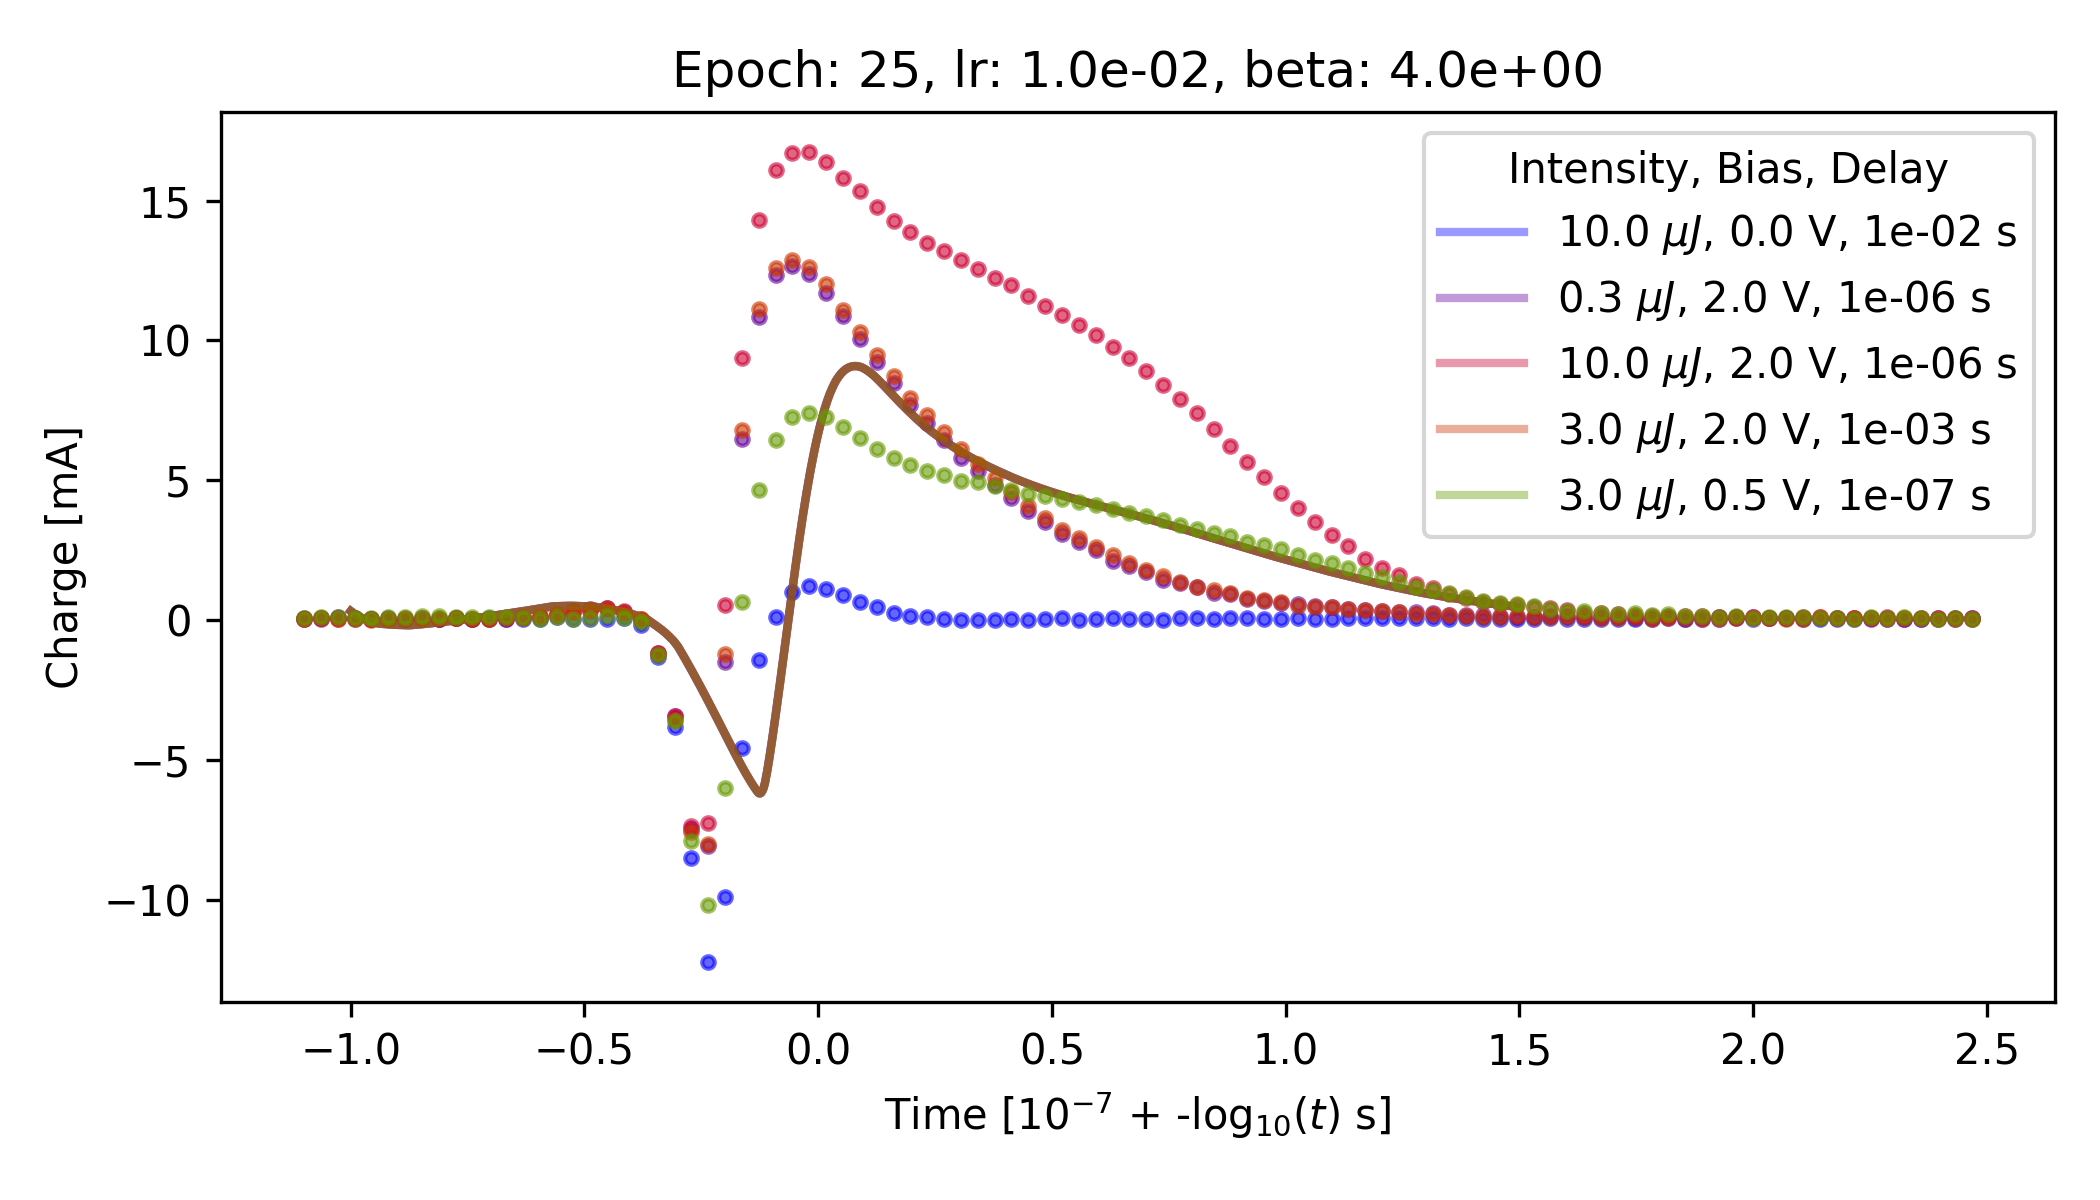 Epoch: 25, lr: 1.0e-02, beta: 4.0e+00
Charge [mA]
15
10
5
0
−5
−10
Intensity, Bias, Delay
10.0 μJ, 0.0 V, 1e-02 s
0.3 μJ, 2.0 V, 1e-06 s
10.0 μJ, 2.0 V, 1e-06 s
3.0 μJ, 2.0 V, 1e-03 s
3.0 μJ, 0.5 V, 1e-07 s
−1.0 −0.5 0.0 0.5 1.0 1.5 2.0 2.5
Time [10⁻⁷ + -log₁₀(t) s]